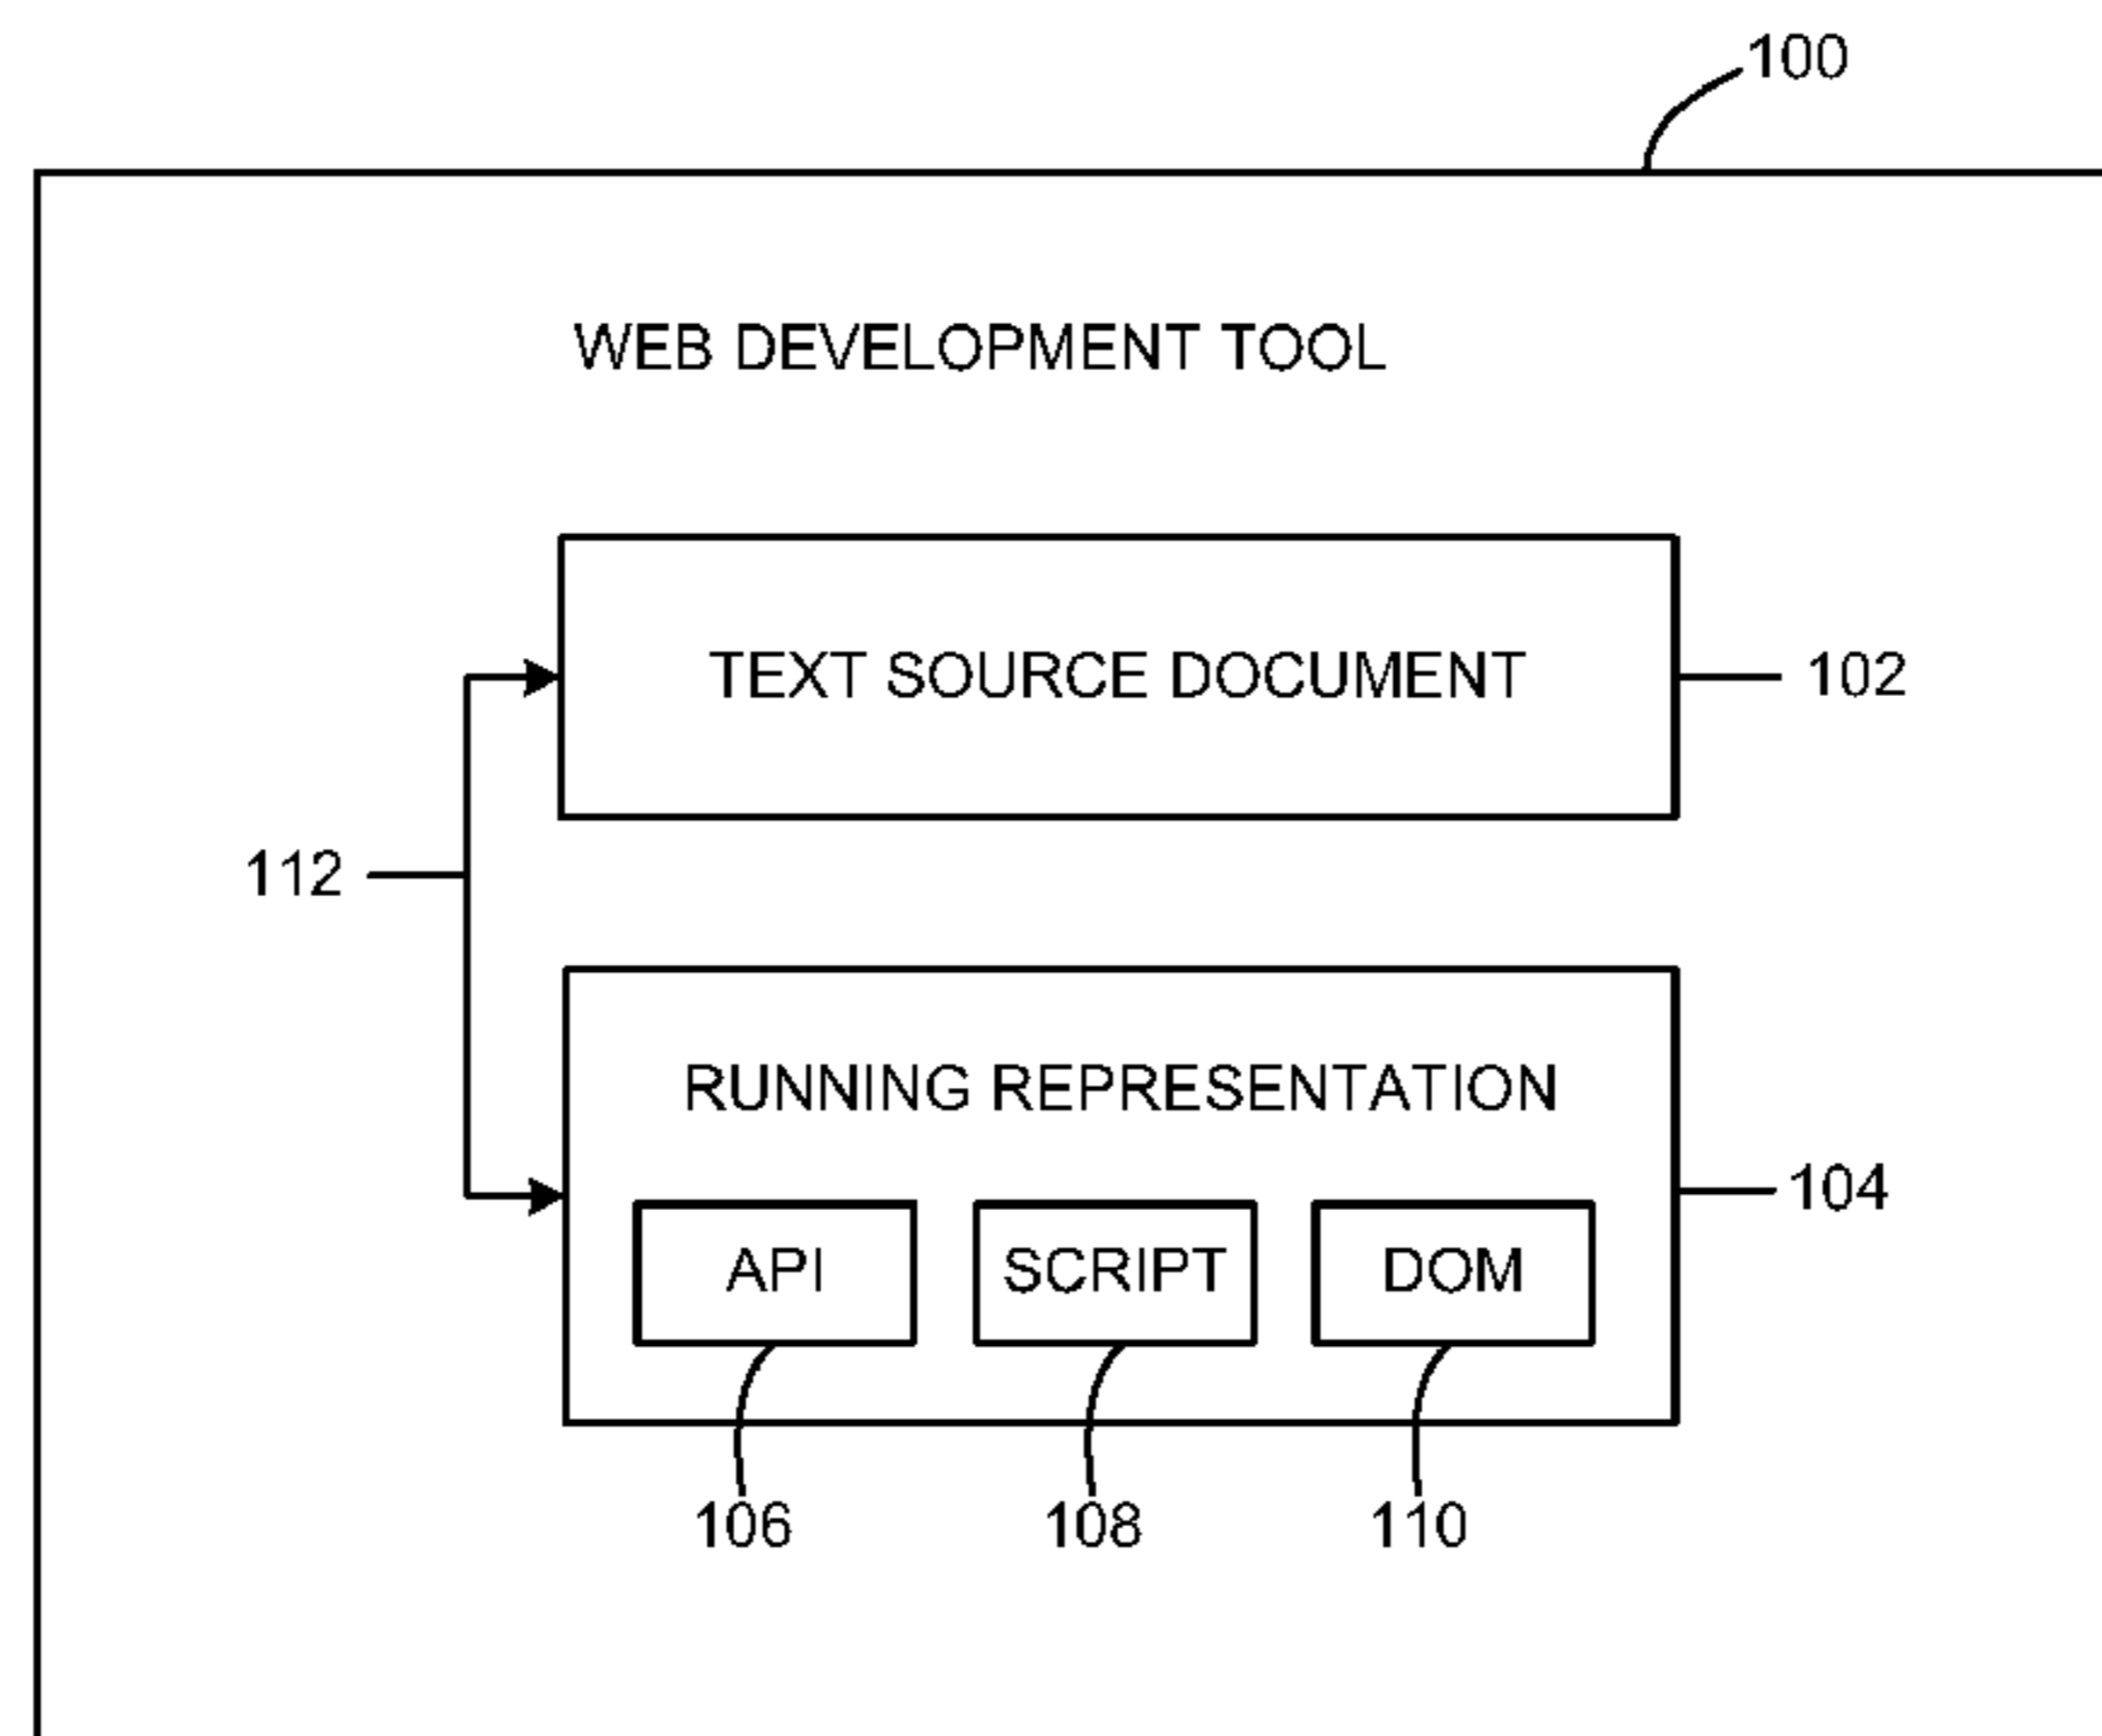 100
WEB DEVELOPMENT TOOL
TEXT SOURCE DOCUMENT
102
112
RUNNING REPRESENTATION
104
API
SCRIPT
DOM
106
108
110